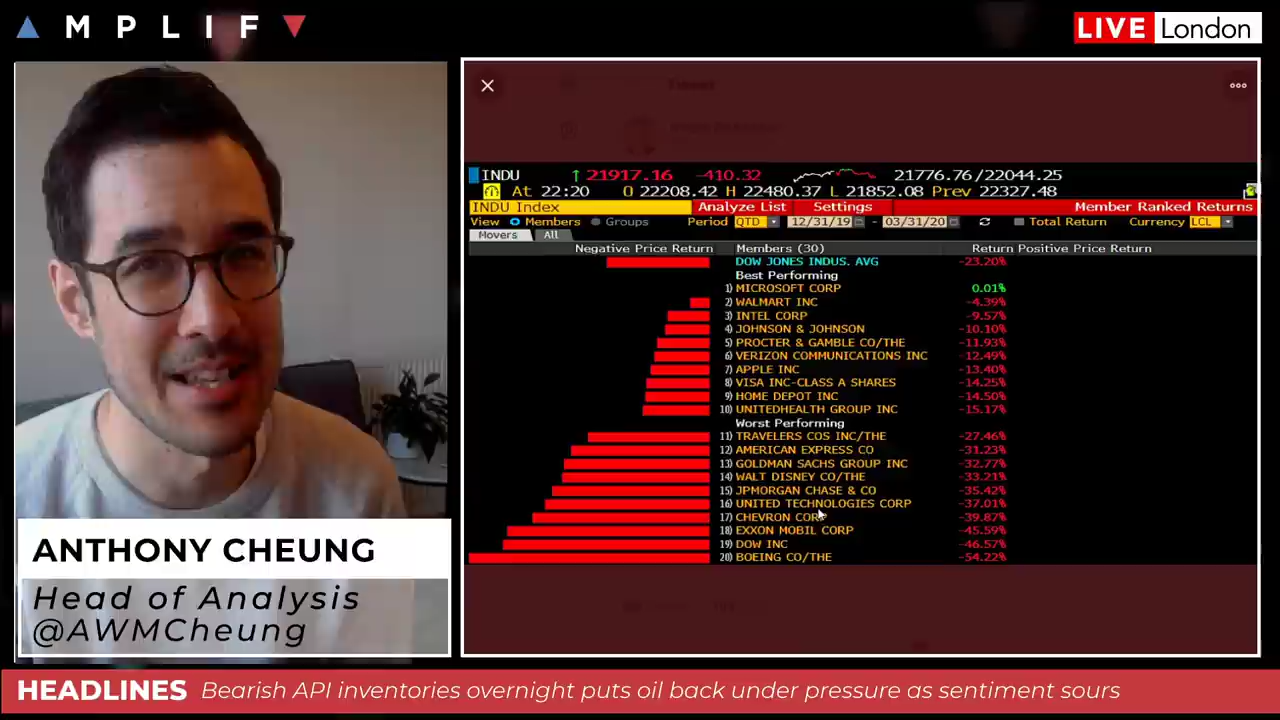 AMPLIFY
LIVE London
INDU ↑ 21917.16 -410.32 21776.76/22044.25
At 22:20 O 22208.42 H 22480.37 L 21852.08 Prev 22327.48
INDU Index Analyze List Settings Member Ranked Returns
View Members Groups Period QTD 12/31/19 - 03/31/20 Total Return Currency LCL
Movers All
Negative Price Return Members (30) Return Positive Price Return
DOW JONES INDUS. AVG -23.20%
Best Performing
1) MICROSOFT CORP 0.01%
2) WALMART INC -4.39%
3) INTEL CORP -9.57%
4) JOHNSON & JOHNSON -10.10%
5) PROCTER & GAMBLE CO/THE -11.93%
6) VERIZON COMMUNICATIONS INC -12.49%
7) APPLE INC -13.40%
8) VISA INC-CLASS A SHARES -14.25%
9) HOME DEPOT INC -14.50%
10) UNITEDHEALTH GROUP INC -15.17%
Worst Performing
11) TRAVELERS COS INC/THE -27.46%
12) AMERICAN EXPRESS CO -31.23%
13) GOLDMAN SACHS GROUP INC -32.77%
14) WALT DISNEY CO/THE -33.21%
15) JPMORGAN CHASE & CO -35.42%
16) UNITED TECHNOLOGIES CORP -37.01%
17) CHEVRON CORP -39.87%
18) EXXON MOBIL CORP -45.59%
19) DOW INC -46.57%
20) BOEING CO/THE -54.22%
ANTHONY CHEUNG
Head of Analysis
@AWMCheung
HEADLINES Bearish API inventories overnight puts oil back under pressure as sentiment sours